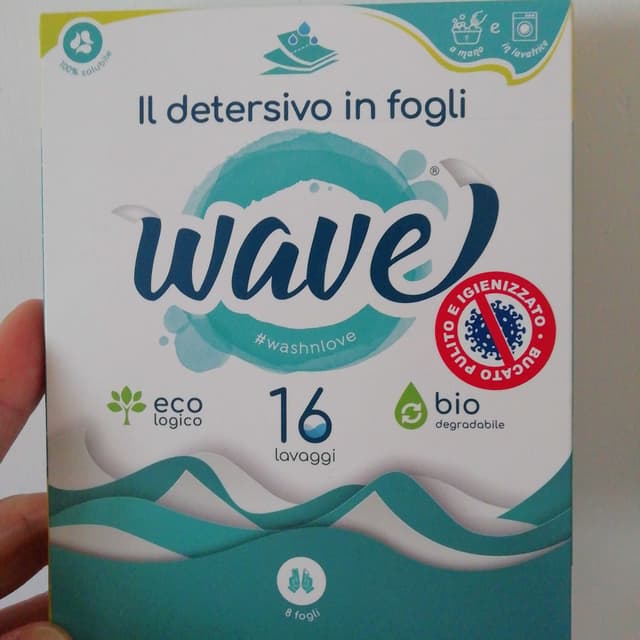 100% solubile
a mano e in lavatrice
Il detersivo in fogli
wave®
#washnlove
BUCATO PULITO E IGIENIZZATO •
eco
logico
16
lavaggi
bio
degradabile
8 fogli